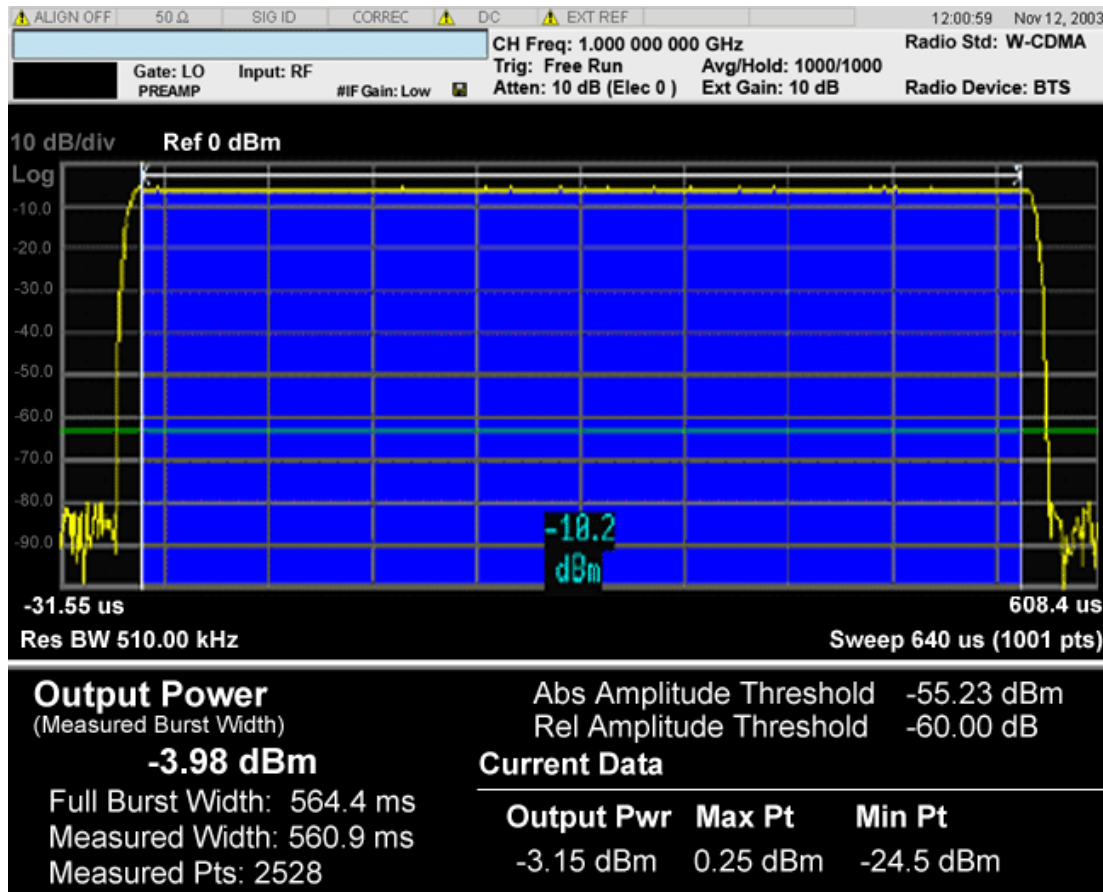 ALIGN OFF 50 Ω SIG ID CORREC DC EXT REF 12:00:59 Nov 12, 2003
CH Freq: 1.000 000 000 GHz Radio Std: W-CDMA
Gate: LO Input: RF Trig: Free Run Avg/Hold: 1000/1000
PREAMP #IF Gain: Low Atten: 10 dB (Elec 0 ) Ext Gain: 10 dB Radio Device: BTS
10 dB/div Ref 0 dBm
Log
-10.0
-20.0
-30.0
-40.0
-50.0
-60.0
-70.0
-80.0
-90.0
-10.2
dBm
-31.55 us 608.4 us
Res BW 510.00 kHz Sweep 640 us (1001 pts)
Output Power Abs Amplitude Threshold -55.23 dBm
(Measured Burst Width) Rel Amplitude Threshold -60.00 dB
-3.98 dBm Current Data
Full Burst Width: 564.4 ms Output Pwr Max Pt Min Pt
Measured Width: 560.9 ms -3.15 dBm 0.25 dBm -24.5 dBm
Measured Pts: 2528